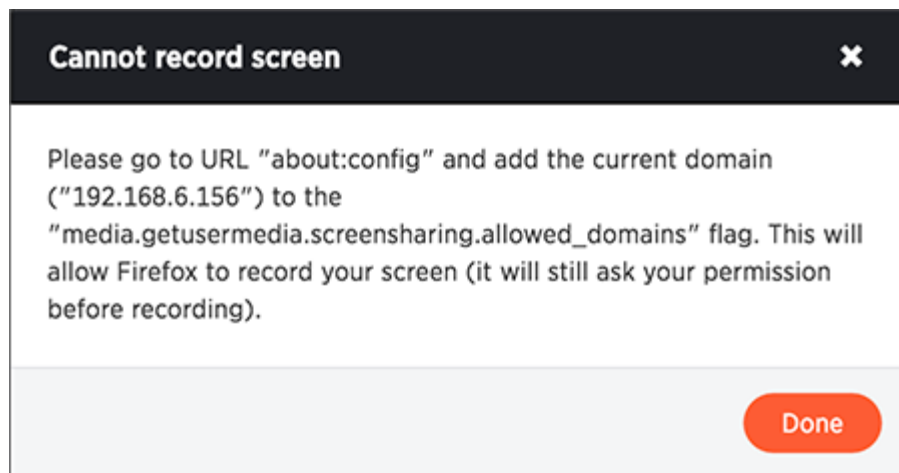 Cannot record screen
Please go to URL "about:config" and add the current domain
("192.168.6.156") to the
"media.getusermedia.screensharing.allowed_domains" flag. This will
allow Firefox to record your screen (it will still ask your permission
before recording).
Done